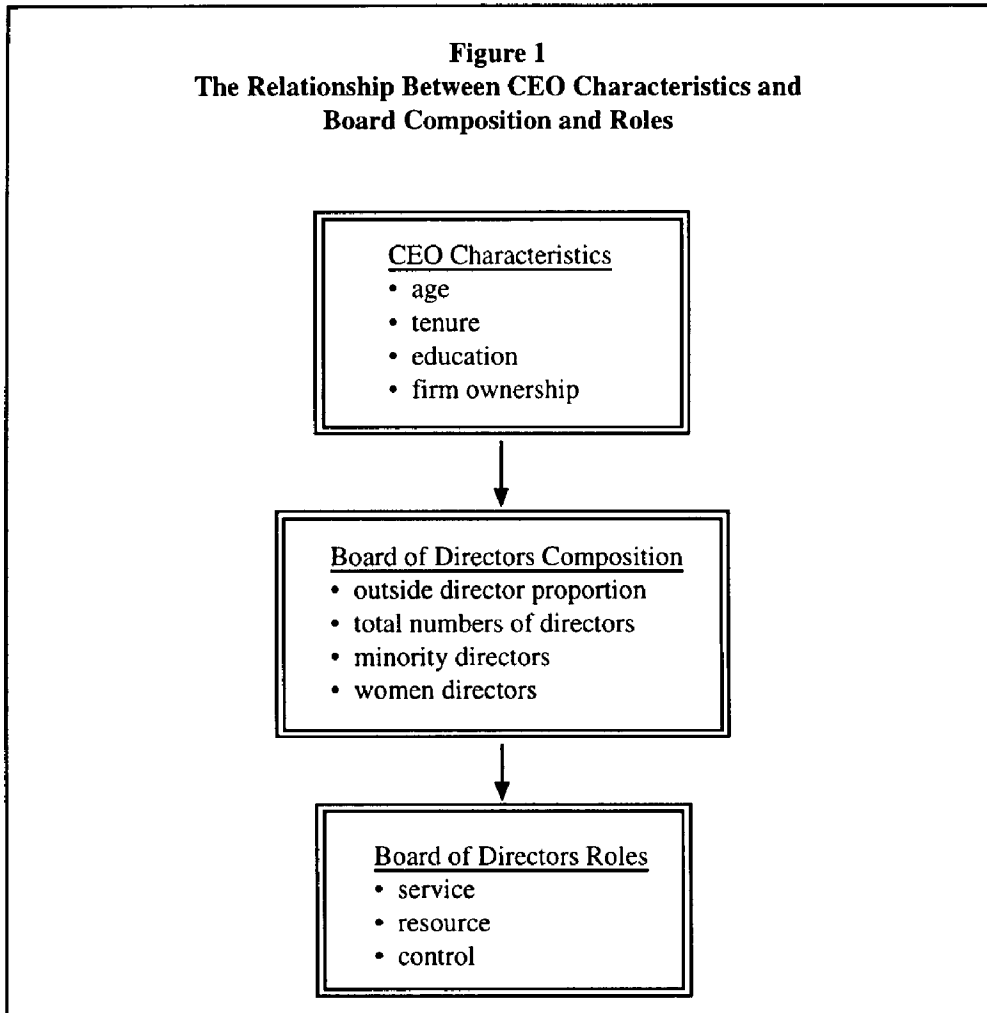 Figure 1
The Relationship Between CEO Characteristics and
Board Composition and Roles
CEO Characteristics
• age
• tenure
• education
• firm ownership
Board of Directors Composition
• outside director proportion
• total numbers of directors
• minority directors
• women directors
Board of Directors Roles
• service
• resource
• control